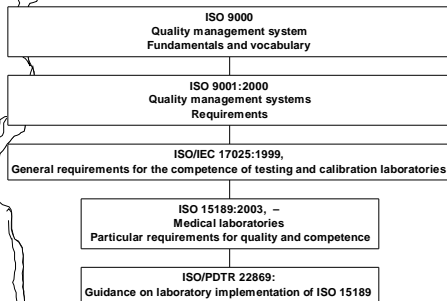 ISO 9000
Quality management system
Fundamentals and vocabulary
ISO 9001:2000
Quality management systems
Requirements
ISO/IEC 17025:1999,
General requirements for the competence of testing and calibration laboratories
ISO 15189:2003, –
Medical laboratories
Particular requirements for quality and competence
ISO/PDTR 22869:
Guidance on laboratory implementation of ISO 15189